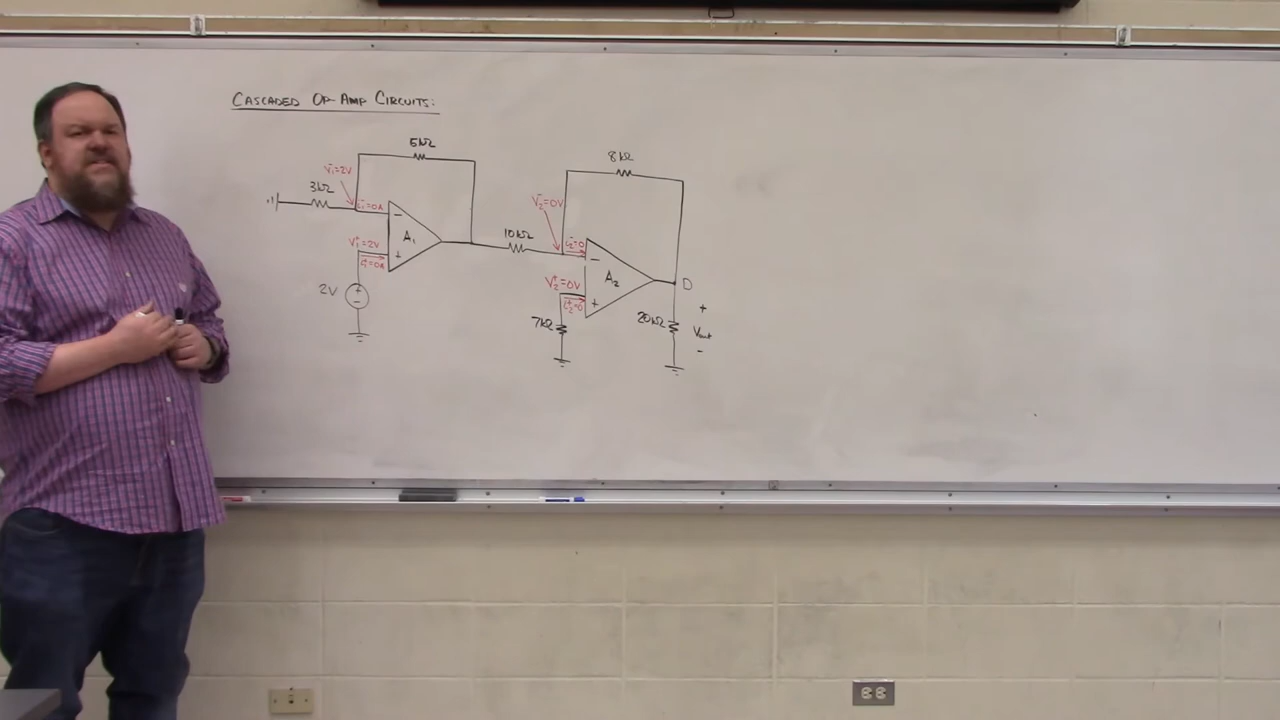 CASCADED OP-AMP CIRCUITS:
5kΩ
8kΩ
V₁⁻=2V
3kΩ
i₁⁻=0A
V₂⁻=0V
A₁
10kΩ
i₂⁻=0
V₁⁺=2V
i₁⁺=0A
A₂
V₂⁺=0V
i₂⁺=0
D
2V
7kΩ
20kΩ
Vout